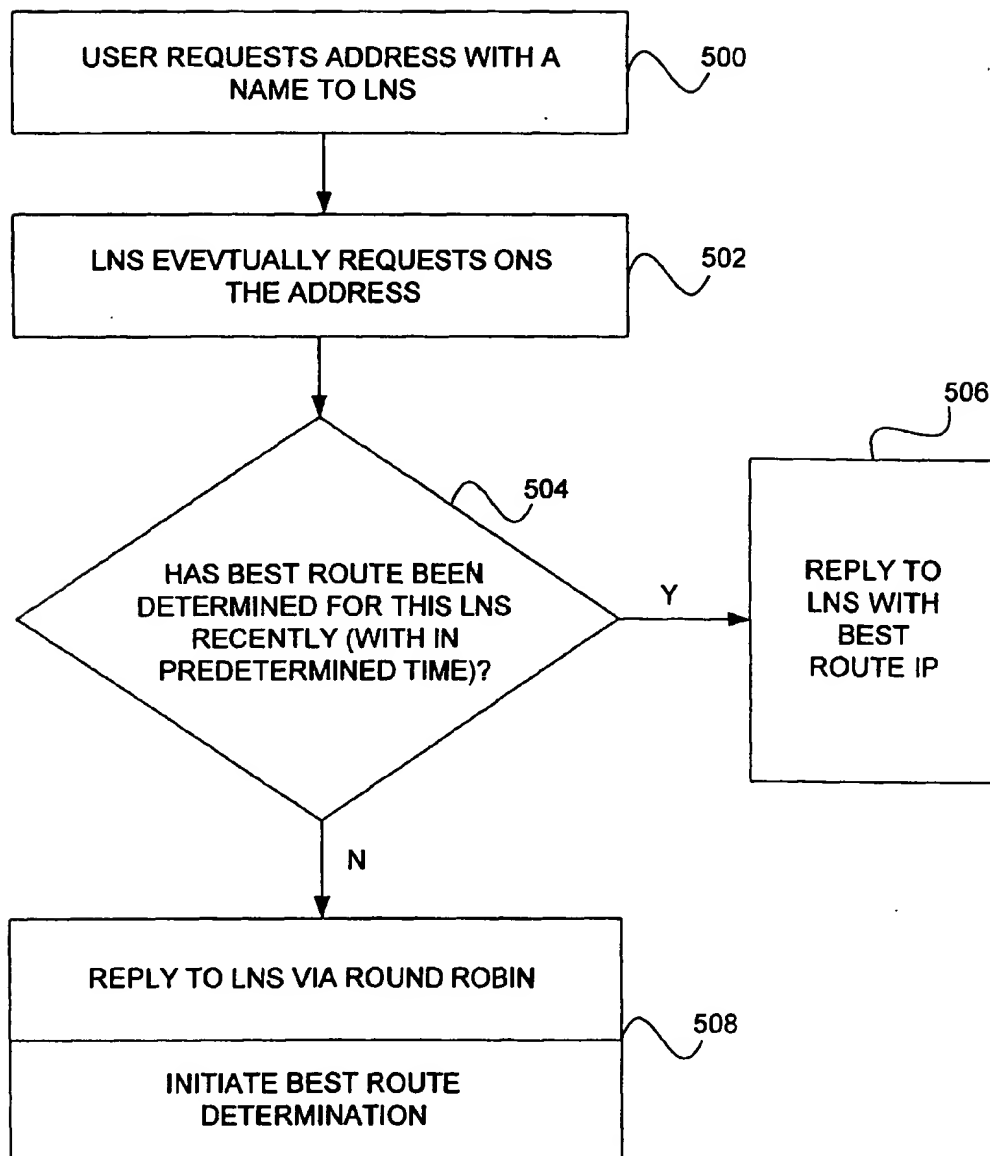 USER REQUESTS ADDRESS WITH A
NAME TO LNS
500
LNS EVEVTUALLY REQUESTS ONS
THE ADDRESS
502
506
504
HAS BEST ROUTE BEEN
DETERMINED FOR THIS LNS
RECENTLY (WITH IN
PREDETERMINED TIME)?
Y
REPLY TO
LNS WITH
BEST
ROUTE IP
N
REPLY TO LNS VIA ROUND ROBIN
508
INITIATE BEST ROUTE
DETERMINATION